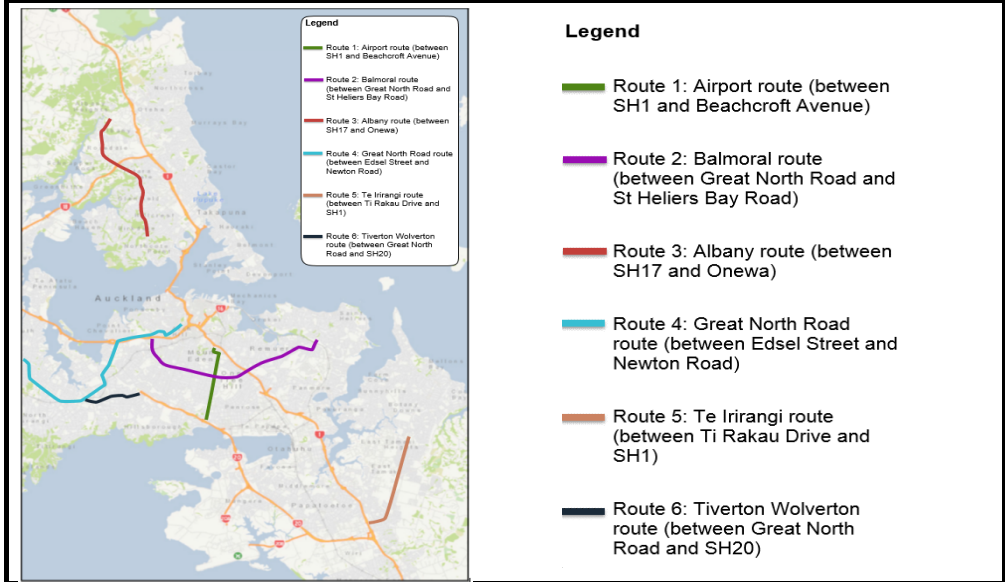 Legend
Route 1: Airport route (between
SH1 and Beachcroft Avenue)
Route 2: Balmoral route
(between Great North Road and
St Heliers Bay Road)
Route 3: Albany route (between
SH17 and Onewa)
Route 4: Great North Road route
(between Edsel Street and
Newton Road)
Route 5: Te Irirangi route
(between Ti Rakau Drive and
SH1)
Route 6: Tiverton Wolverton
route (between Great North
Road and SH20)
Auckland
Legend
Route 1: Airport route (between
SH1 and Beachcroft Avenue)
Route 2: Balmoral route
(between Great North Road and
St Heliers Bay Road)
Route 3: Albany route (between
SH17 and Onewa)
Route 4: Great North Road
route (between Edsel Street and
Newton Road)
Route 5: Te Irirangi route
(between Ti Rakau Drive and
SH1)
Route 6: Tiverton Wolverton
route (between Great North
Road and SH20)